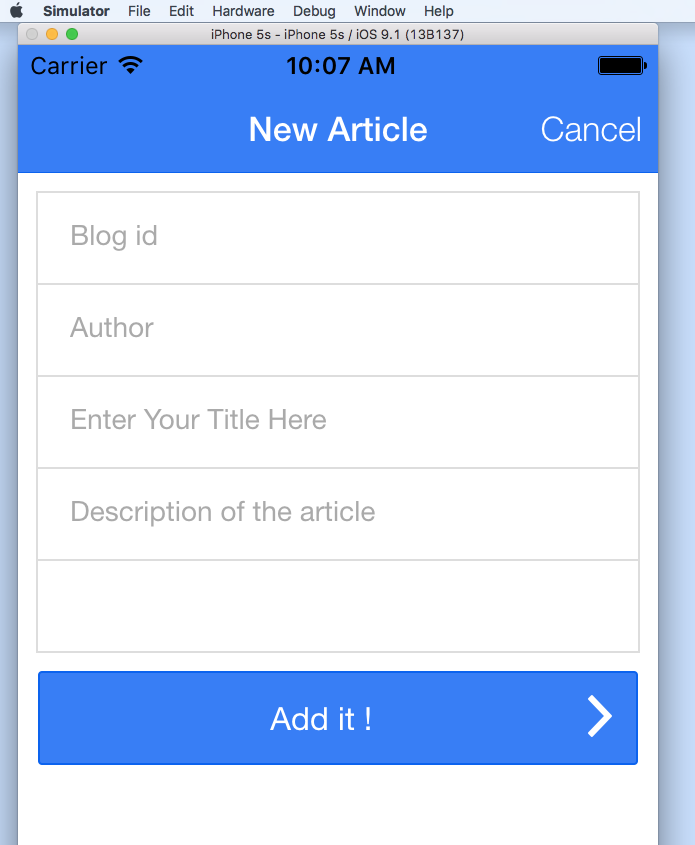 Simulator File Edit Hardware Debug Window Help
iPhone 5s - iPhone 5s / iOS 9.1 (13B137)
Carrier 10:07 AM
New Article Cancel
Blog id
Author
Enter Your Title Here
Description of the article
Add it !